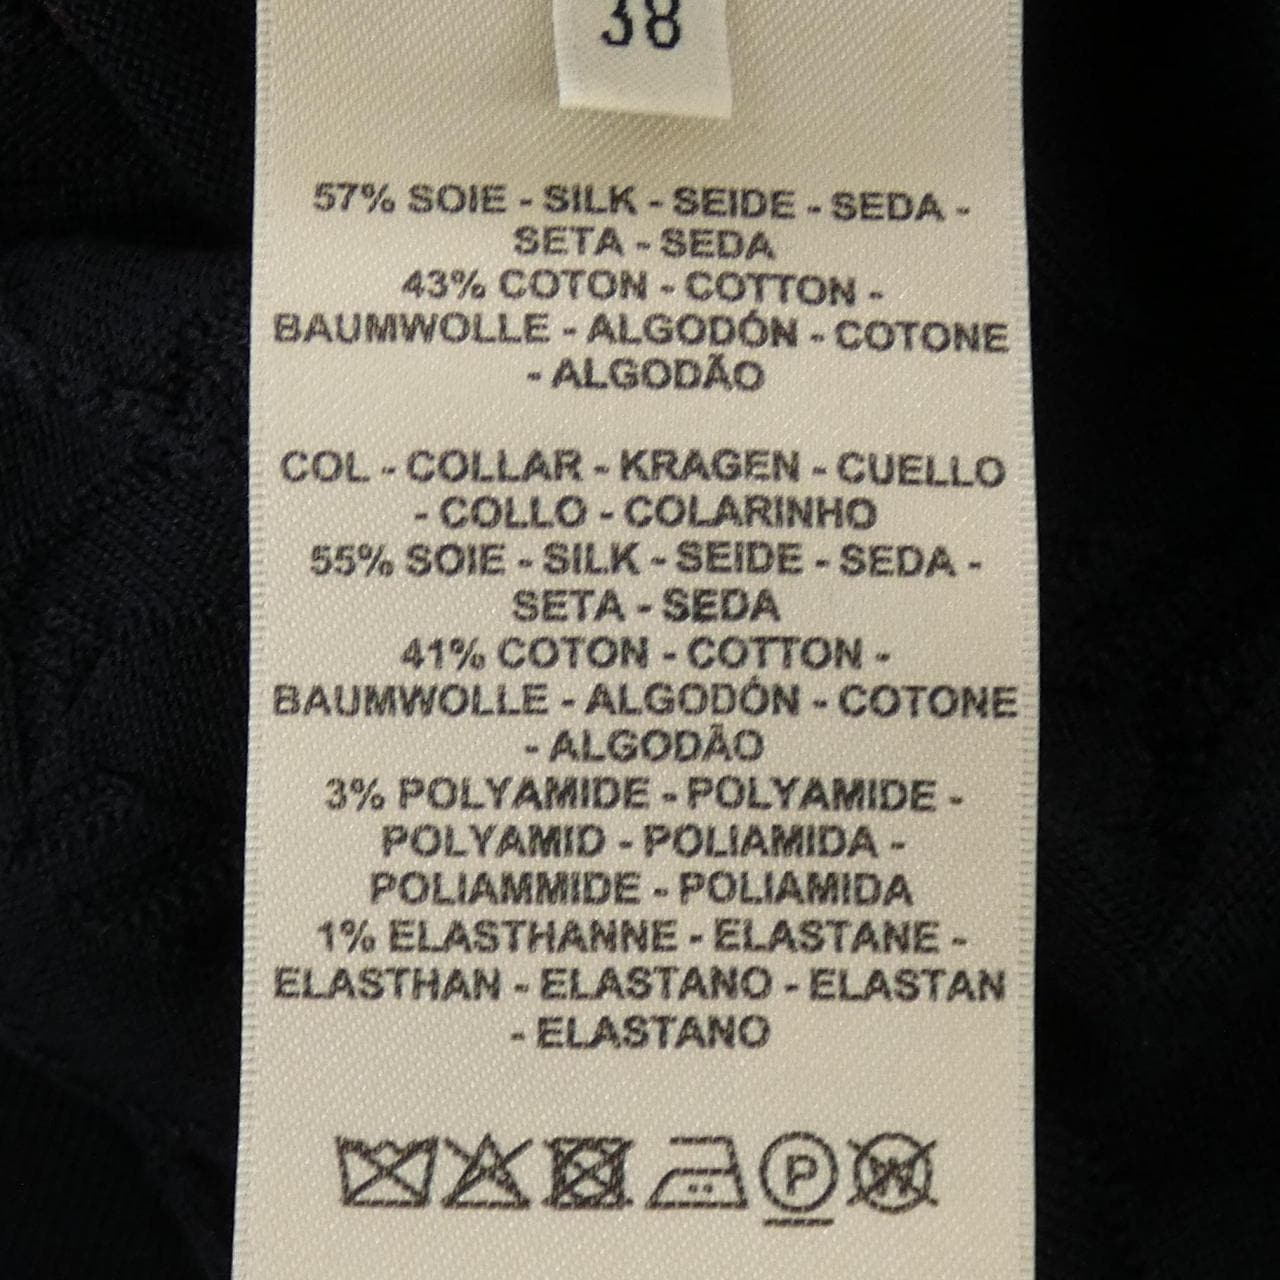 38
57% SOIE - SILK - SEIDE - SEDA -
SETA - SEDA
43% COTON - COTTON -
BAUMWOLLE - ALGODÓN - COTONE
- ALGODÃO
COL - COLLAR - KRAGEN - CUELLO
- COLLO - COLARINHO
55% SOIE - SILK - SEIDE - SEDA -
SETA - SEDA
41% COTON - COTTON -
BAUMWOLLE - ALGODÓN - COTONE
- ALGODÃO
3% POLYAMIDE - POLYAMIDE -
POLYAMID - POLIAMIDA -
POLIAMMIDE - POLIAMIDA
1% ELASTHANNE - ELASTANE -
ELASTHAN - ELASTANO - ELASTAN
- ELASTANO
P W